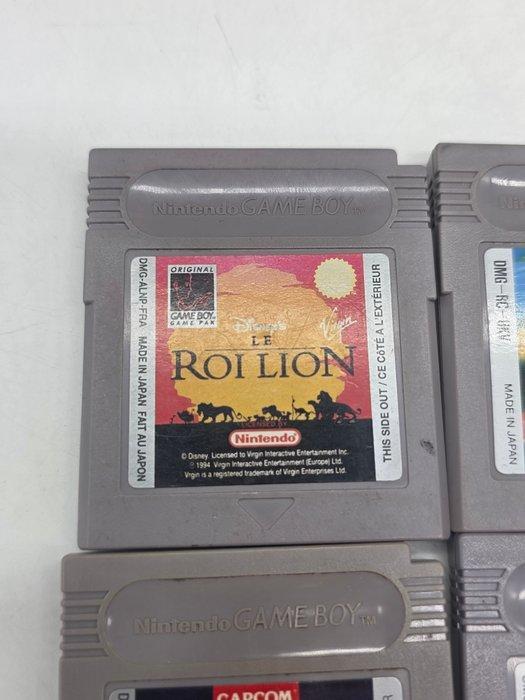 Nintendo GAME BOY TM
DMG-ALNP-FRA MADE IN JAPAN FAIT AU JAPON
ORIGINAL
Nintendo
GAME BOY
GAME PAK
Disney's
Virgin
LE
ROI LION
LICENSED BY
Nintendo
© Disney. Licensed to Virgin Interactive Entertainment Inc.
℗ 1994 Virgin Interactive Entertainment (Europe) Ltd.
Virgin is a registered trademark of Virgin Enterprises Ltd.
THIS SIDE OUT / CE CÔTÉ A L'EXTÉRIEUR
MADE IN JAPAN
Nintendo GAME BOY TM
CAPCOM